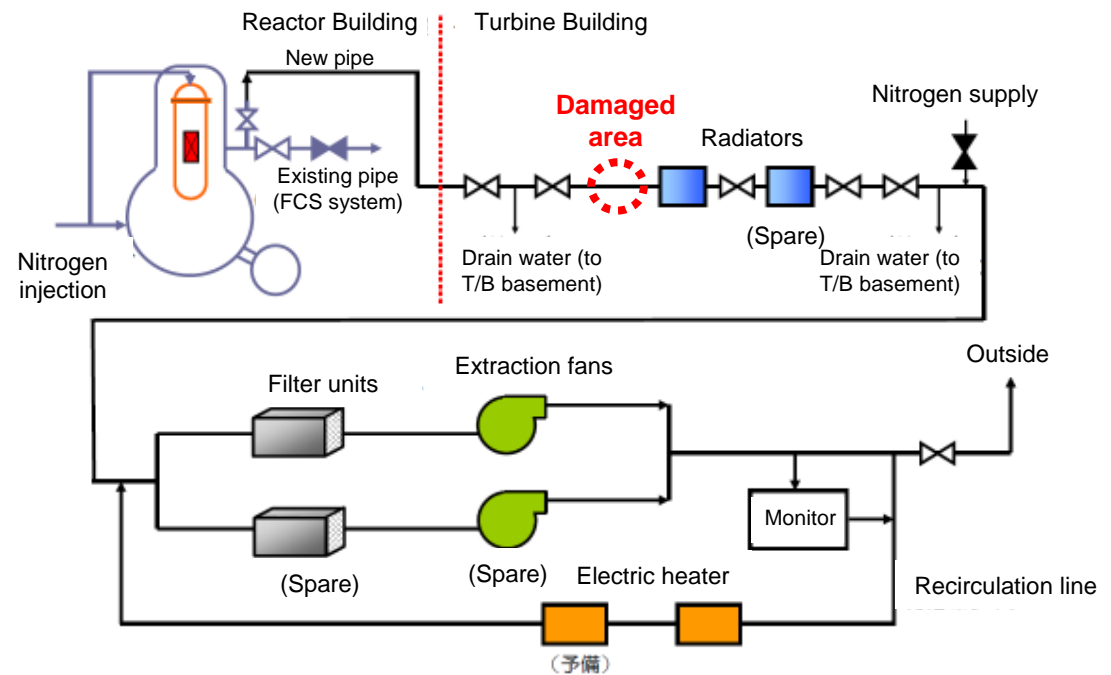 Reactor Building
Turbine Building
New pipe
Nitrogen supply
Damaged
area
Radiators
Existing pipe
(FCS system)
(Spare)
Nitrogen
injection
Drain water (to
T/B basement)
Drain water (to
T/B basement)
Outside
Extraction fans
Filter units
Monitor
(Spare)
(Spare)
Electric heater
Recirculation line
（予備）